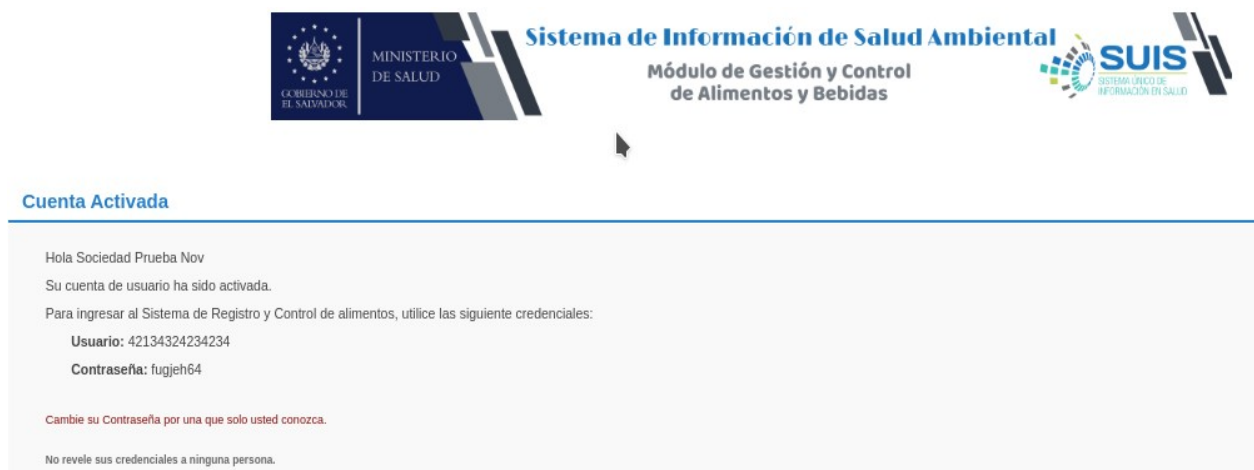 GOBIERNO DE
EL SALVADOR
MINISTERIO
DE SALUD
Sistema de Información de Salud Ambiental
Módulo de Gestión y Control
de Alimentos y Bebidas
SUIS
SISTEMA ÚNICO DE
INFORMACIÓN EN SALUD
Cuenta Activada
Hola Sociedad Prueba Nov
Su cuenta de usuario ha sido activada.
Para ingresar al Sistema de Registro y Control de alimentos, utilice las siguiente credenciales:
Usuario: 42134324234234
Contraseña: fugjeh64
Cambie su Contraseña por una que solo usted conozca.
No revele sus credenciales a ninguna persona.